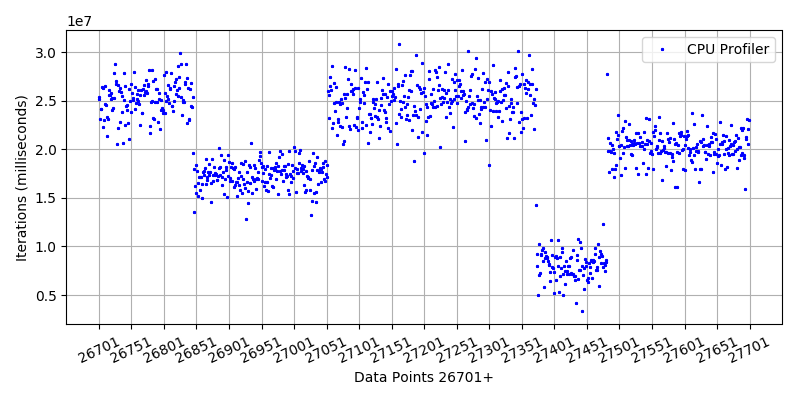 1e7
CPU Profiler
3.0
2.5
2.0
1.5
1.0
0.5
Iterations (milliseconds)
26701 26751 26801 26851 26901 26951 27001 27051 27101 27151 27201 27251 27301 27351 27401 27451 27501 27551 27601 27651 27701
Data Points 26701+